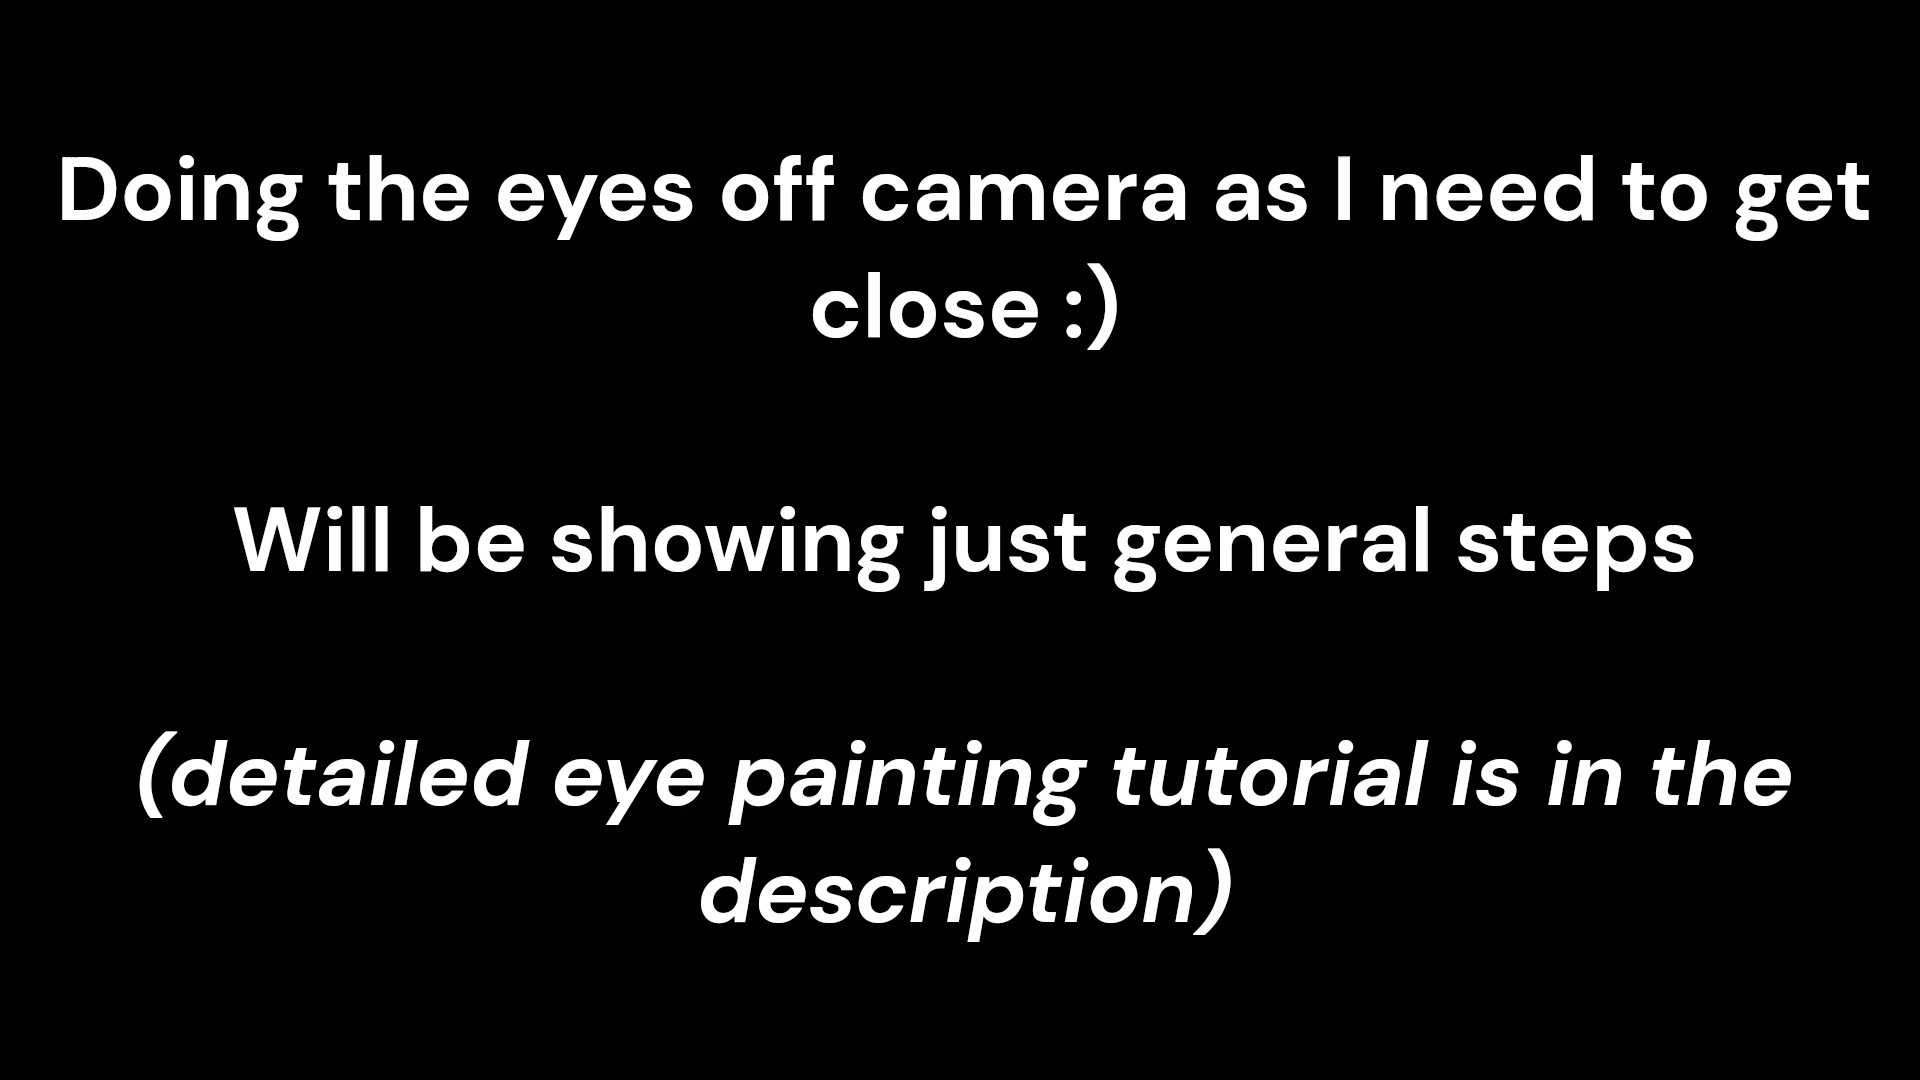 Doing the eyes off camera as I need to get
close :)
Will be showing just general steps
(detailed eye painting tutorial is in the
description)